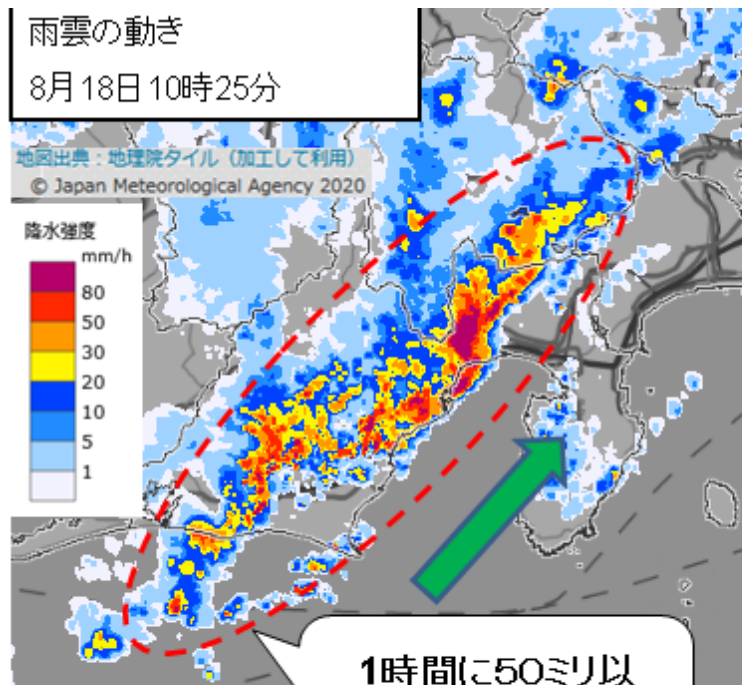 雨雲の動き
8月18日10時25分
地図出典：地理院タイル（加工して利用）
© Japan Meteorological Agency 2020
降水強度
mm/h
80
50
30
20
10
5
1
1時間に50ミリ以